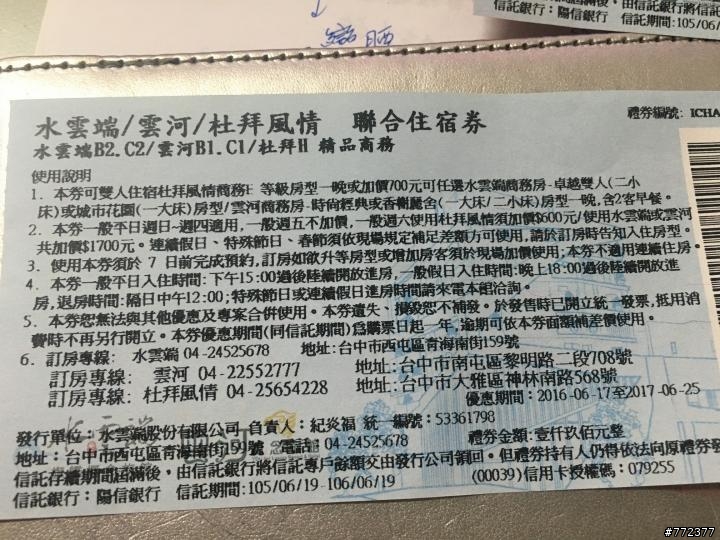 由信託銀行將信託
信託銀行：陽信銀行 信託期間:105/06/
水雲端/雲河/杜拜風情 聯合住宿券
禮券編號: ICHA
水雲端B2.C2/雲河B1.C1/杜拜H 精品商務
使用說明
1. 本券可雙人住宿杜拜風情商務E 等級房型一晚或加價700元可任選水雲端商務房-卓越雙人(二小
床)或城市花園(一大床)房型/雲河商務房-時尚經典或香榭麗舍(一大床/二小床)房型一晚,含2客早餐。
2. 本券一般平日週日~週四適用，一般週五不加價，一般週六使用杜拜風情須加價$600元/使用水雲端或雲河
共加價$1700元。連續假日、特殊節日、春節須依現場規定補足差額方可使用,請於訂房時告知入住房型。
3. 使用本券須於 7 日前完成預約,訂房如欲升等房型或增加房客須於現場加價使用;本券不適用連續住房。
4. 本券一般平日入住時間:下午15:00過後陸續開放進房，一般假日入住時間:晚上18:00過後陸續開放進
房,退房時間:隔日中午12:00;特殊節日或連續假日進房時間請來電本館洽詢。
5. 本券恕無法與其他優惠及專案合併使用。本券遺失、損毀恕不補發。於發售時已開立統一發票,抵用消
費時不再另行開立。本券優惠期間(同信託期間)為購票日起一年,逾期可依本券面額補差價使用。
6. 訂房專線: 水雲端 04-24525678 地址:台中市西屯區青海南街159號
訂房專線: 雲河 04-22552777 地址:台中市南屯區黎明路二段708號
訂房專線: 杜拜風情 04-25654228 地址:台中市大雅區神林南路568號
優惠期間: 2016-06-17至2017-06-25
發行單位: 水雲端股份有限公司 負責人: 紀炎福 統一編號: 53361798
地址: 台中市西屯區青海南街159號 電話: 04-24525678 禮券金額:壹仟玖佰元整
信託存續期間屆滿後，由信託銀行將信託專戶餘額交由發行公司領回。但禮券持有人仍得依法向原禮券發
信託銀行: 陽信銀行 信託期間:105/06/19 -106/06/19 (00039)信用卡授權碼: 079255
#772377